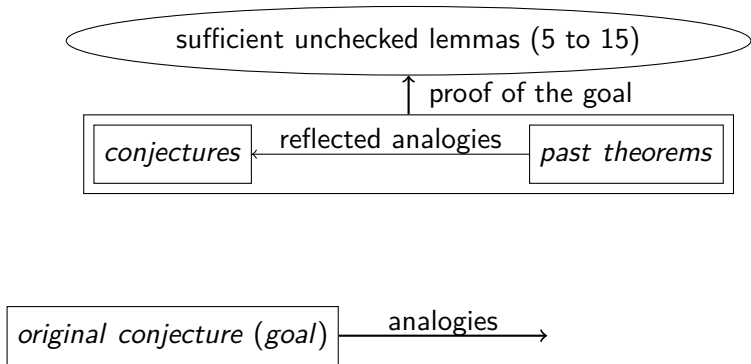 sufficient unchecked lemmas (5 to 15)
proof of the goal
conjectures
reflected analogies
past theorems
original conjecture (goal)
analogies